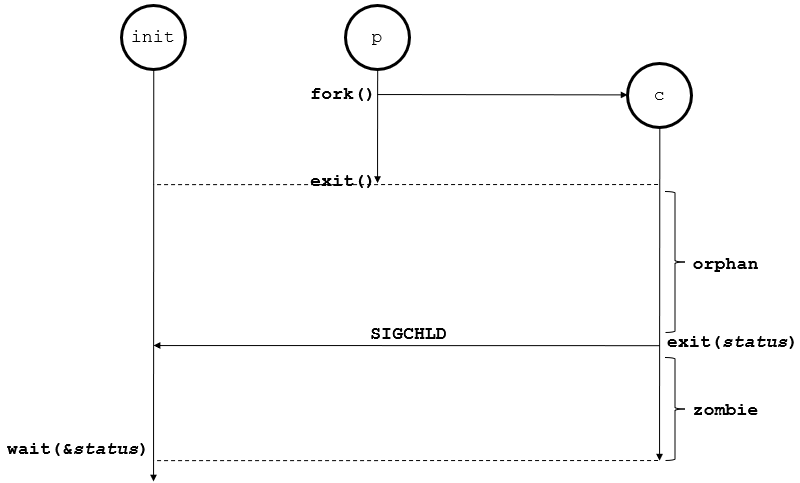 init
p
c
fork()
exit()
orphan
SIGCHLD
exit(status)
zombie
wait(&status)